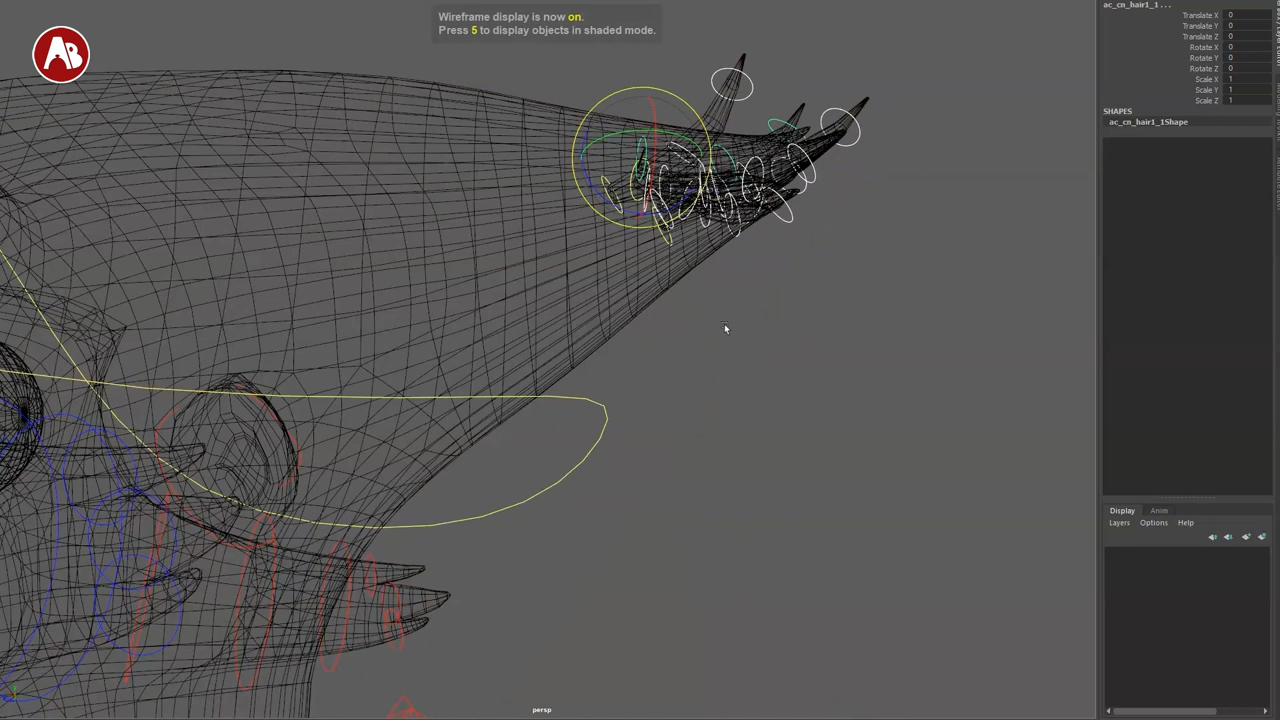 AB
Wireframe display is now on.
Press 5 to display objects in shaded mode.
ac_cn_hair1_1 ...
Translate X 0
Translate Y 0
Translate Z 0
Rotate X 0
Rotate Y 0
Rotate Z 0
Scale X 1
Scale Y 1
Scale Z 1
SHAPES
ac_cn_hair1_1Shape
Display Anim
Layers Options Help
persp